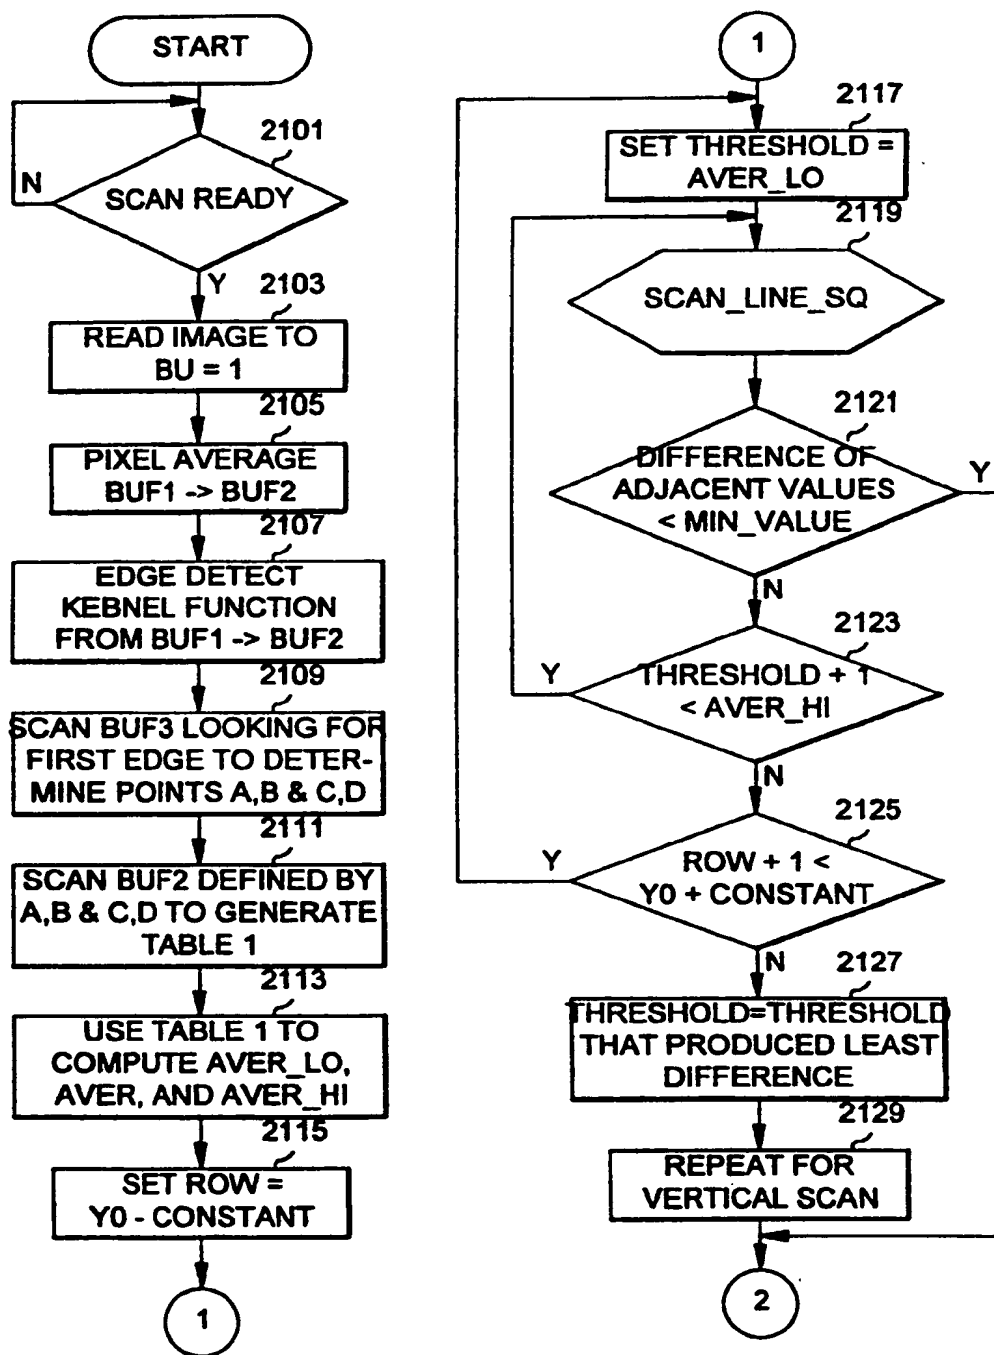 START
2101
N
SCAN READY
Y
2103
READ IMAGE TO
BU = 1
2105
PIXEL AVERAGE
BUF1 -> BUF2
2107
EDGE DETECT
KEBNEL FUNCTION
FROM BUF1 -> BUF2
2109
SCAN BUF3 LOOKING FOR
FIRST EDGE TO DETER-
MINE POINTS A,B & C,D
2111
SCAN BUF2 DEFINED BY
A,B & C,D TO GENERATE
TABLE 1
2113
USE TABLE 1 TO
COMPUTE AVER_LO,
AVER, AND AVER_HI
2115
SET ROW =
Y0 - CONSTANT
1
1
2117
SET THRESHOLD =
AVER_LO
2119
SCAN_LINE_SQ
2121
DIFFERENCE OF
ADJACENT VALUES
< MIN_VALUE
Y
N
2123
Y
THRESHOLD + 1
< AVER_HI
N
2125
Y
ROW + 1 <
Y0 + CONSTANT
N
2127
THRESHOLD=THRESHOLD
THAT PRODUCED LEAST
DIFFERENCE
2129
REPEAT FOR
VERTICAL SCAN
2